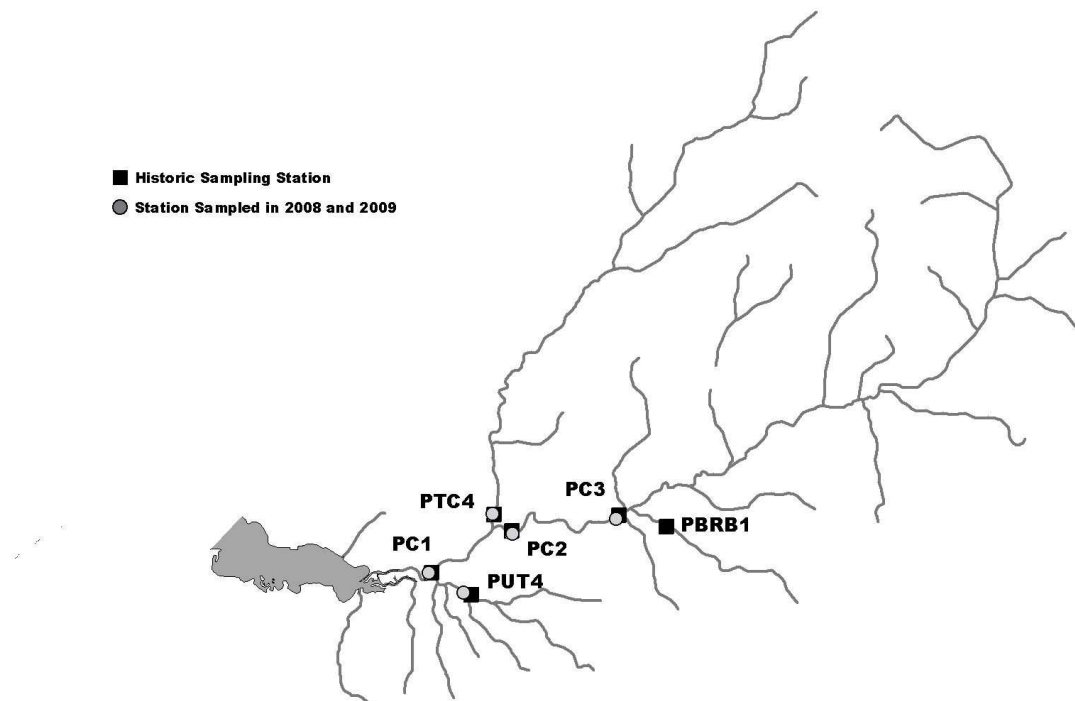 Historic Sampling Station
Station Sampled in 2008 and 2009
PTC4
PC3
PBRB1
PC2
PC1
PUT4